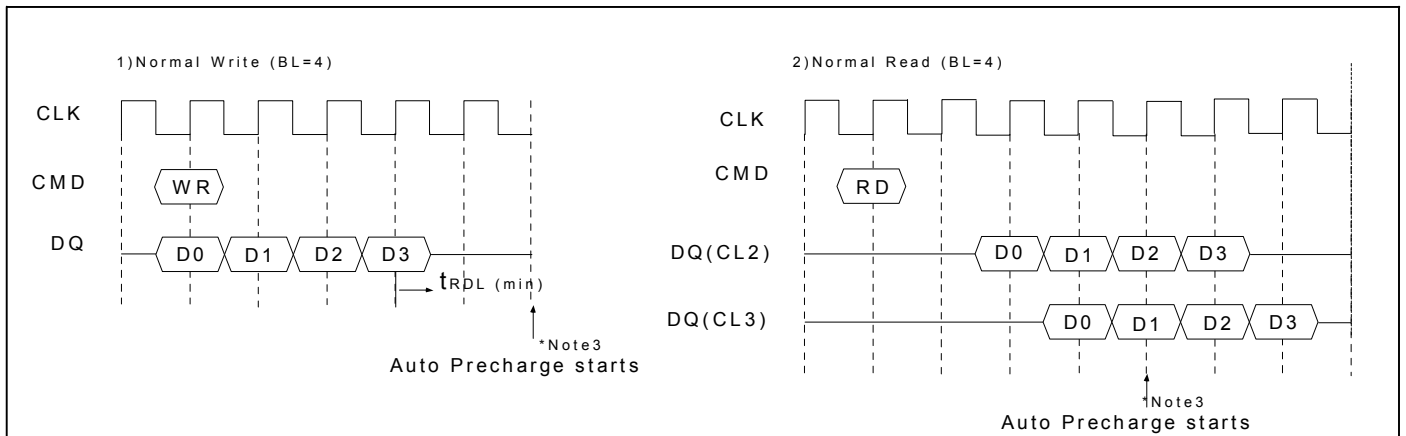 1)Normal Write (BL=4)
CLK
CMD
WR
DQ
D0 D1 D2 D3
tRDL (min)
*Note3
Auto Precharge starts
2)Normal Read (BL=4)
CLK
CMD
RD
DQ(CL2)
D0 D1 D2 D3
DQ(CL3)
D0 D1 D2 D3
*Note3
Auto Precharge starts